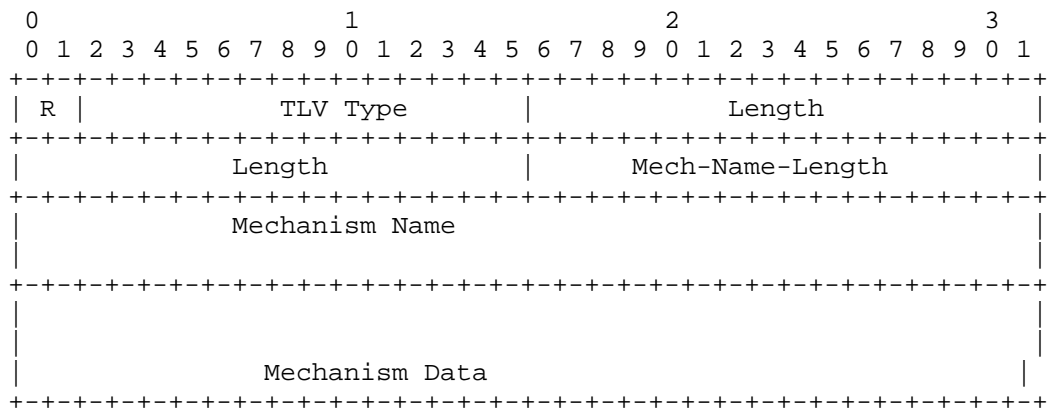 0                   1                   2                   3
 0 1 2 3 4 5 6 7 8 9 0 1 2 3 4 5 6 7 8 9 0 1 2 3 4 5 6 7 8 9 0 1
+-+-+-+-+-+-+-+-+-+-+-+-+-+-+-+-+-+-+-+-+-+-+-+-+-+-+-+-+-+-+-+-+
| R |            TLV Type       |            Length             |
+-+-+-+-+-+-+-+-+-+-+-+-+-+-+-+-+-+-+-+-+-+-+-+-+-+-+-+-+-+-+-+-+
|             Length            |      Mech-Name-Length         |
+-+-+-+-+-+-+-+-+-+-+-+-+-+-+-+-+-+-+-+-+-+-+-+-+-+-+-+-+-+-+-+-+
|             Mechanism Name                                    |
|                                                               |
+-+-+-+-+-+-+-+-+-+-+-+-+-+-+-+-+-+-+-+-+-+-+-+-+-+-+-+-+-+-+-+-+
|                                                               |
|                                                               |
|               Mechanism Data                                 |
+-+-+-+-+-+-+-+-+-+-+-+-+-+-+-+-+-+-+-+-+-+-+-+-+-+-+-+-+-+-+-+-+